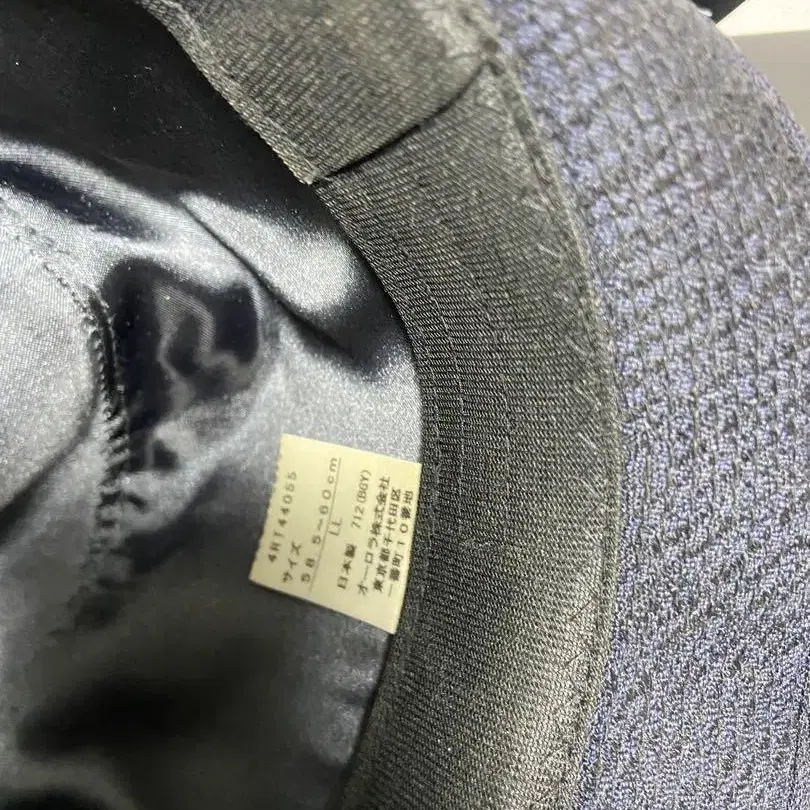 4R144055
サイズ
58.5～60cm
LL
日本製 712(BGY)
オーロラ株式会社
東京都千代田区
一番町10番地